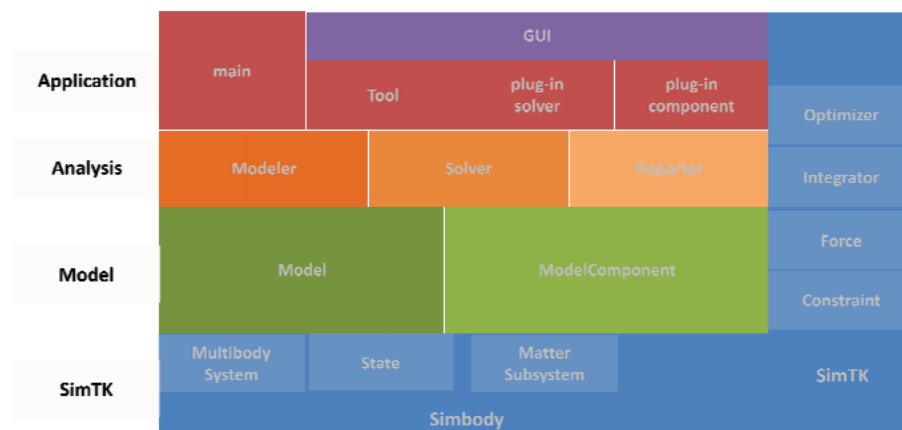 GUI
Application
main
Tool
plug-in
solver
plug-in
component
Optimizer
Analysis
Modeler
Solver
Reporter
Integrator
Model
Model
ModelComponent
Force
Constraint
SimTK
Multibody
System
State
Matter
Subsystem
SimTK
Simbody